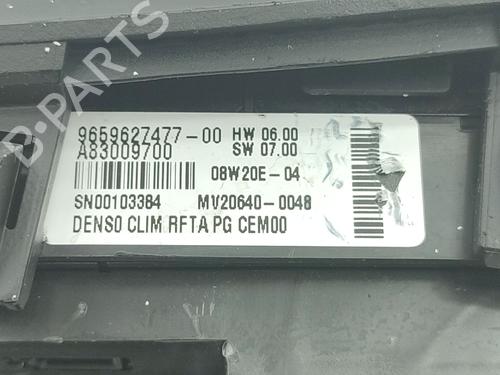 9659627477-00 HW 06.00
A83009700 SW 07.00
08W20E-04
SN00103384 MV20640-0048
DENSO CLIM RFTA PG CEM00
B-PARTS